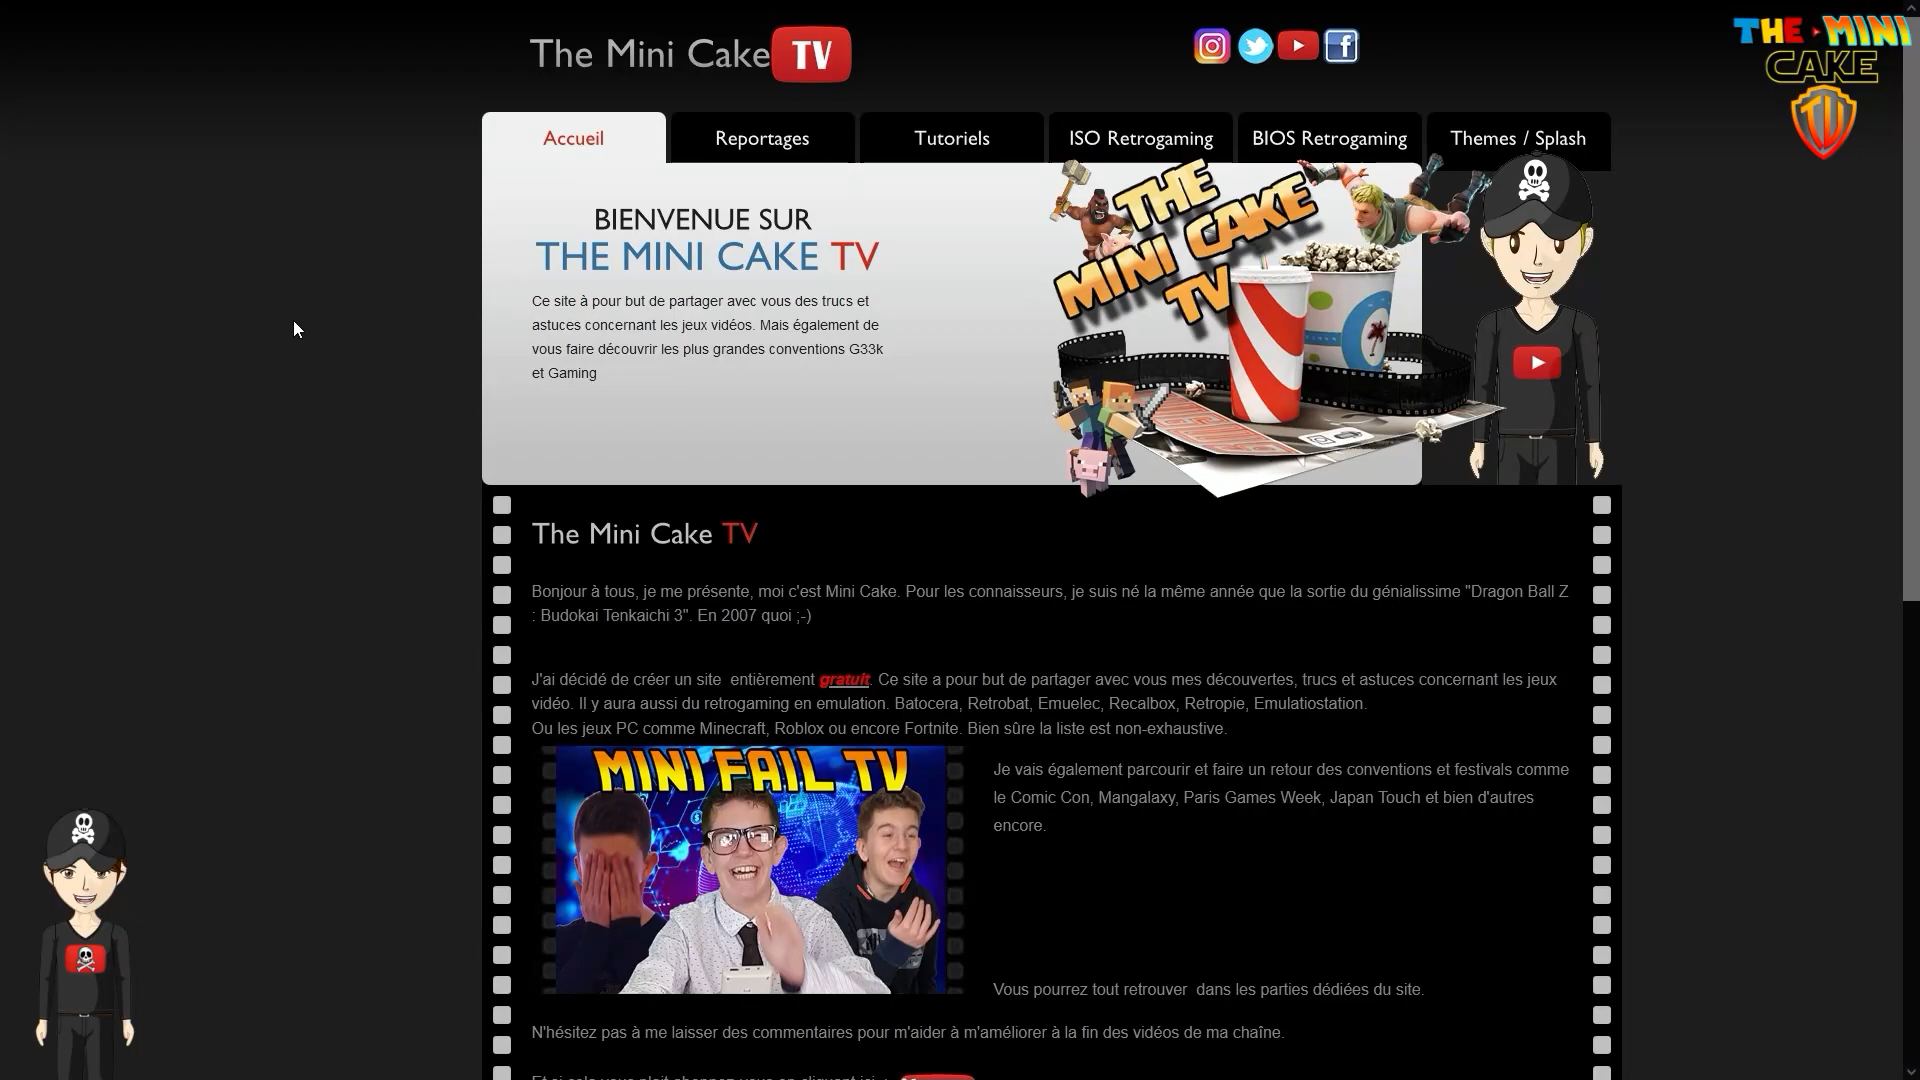 The Mini Cake TV
THE MINI
CAKE
TV
Accueil
Reportages
Tutoriels
ISO Retrogaming
BIOS Retrogaming
Themes / Splash
BIENVENUE SUR
THE MINI CAKE TV
Ce site à pour but de partager avec vous des trucs et
astuces concernant les jeux vidéos. Mais également de
vous faire découvrir les plus grandes conventions G33k
et Gaming
THE
MINI CAKE
TV
The Mini Cake TV
Bonjour à tous, je me présente, moi c'est Mini Cake. Pour les connaisseurs, je suis né la même année que la sortie du génialissime "Dragon Ball Z
: Budokai Tenkaichi 3". En 2007 quoi ;-)
J'ai décidé de créer un site  entièrement gratuit. Ce site a pour but de partager avec vous mes découvertes, trucs et astuces concernant les jeux
vidéo. Il y aura aussi du retrogaming en emulation. Batocera, Retrobat, Emuelec, Recalbox, Retropie, Emulatiostation.
Ou les jeux PC comme Minecraft, Roblox ou encore Fortnite. Bien sûre la liste est non-exhaustive.
MINI FAIL TV
Je vais également parcourir et faire un retour des conventions et festivals comme
le Comic Con, Mangalaxy, Paris Games Week, Japan Touch et bien d'autres
encore.
Vous pourrez tout retrouver  dans les parties dédiées du site.
N'hésitez pas à me laisser des commentaires pour m'aider à m'améliorer à la fin des vidéos de ma chaîne.